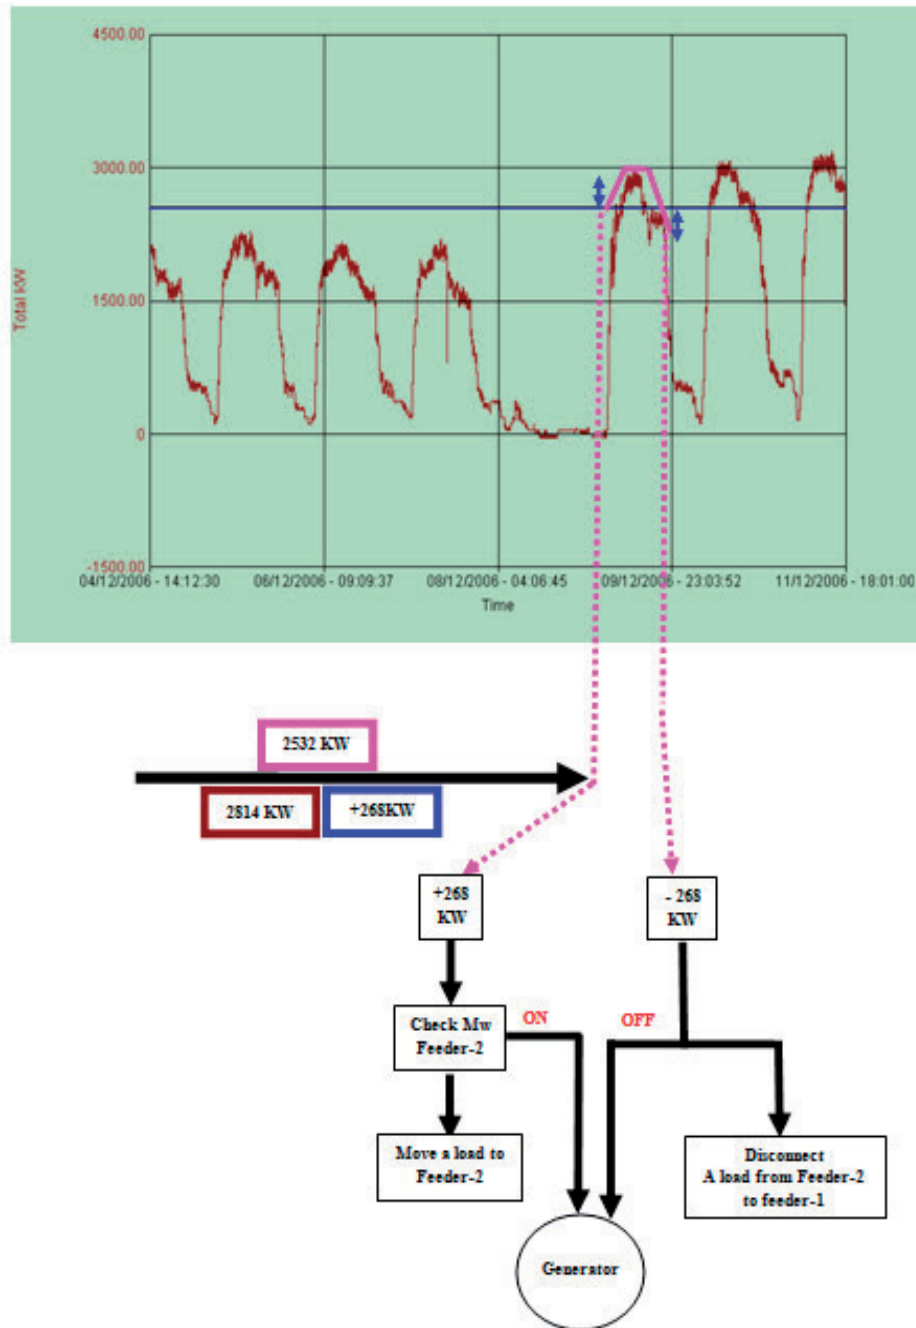 4500.00
3000.00
1500.00
0
-1500.00
Total KW
04/12/2006 - 14:12:30
06/12/2006 - 09:09:37
08/12/2006 - 04:06:45
09/12/2006 - 23:03:52
11/12/2006 - 18:01:00
Time
2532 KW
2814 KW
+268KW
+268
KW
- 268
KW
Check Mw
Feeder-2
ON
OFF
Move a load to
Feeder-2
Disconnect
A load from Feeder-2
to feeder-1
Generator